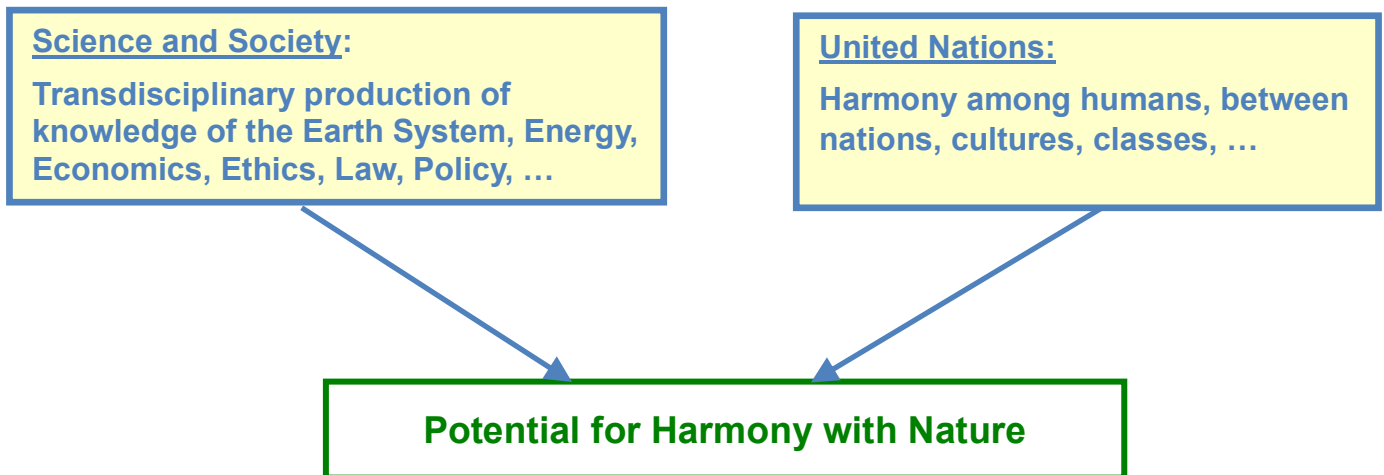 Science and Society:
Transdisciplinary production of
knowledge of the Earth System, Energy,
Economics, Ethics, Law, Policy, …
United Nations:
Harmony among humans, between
nations, cultures, classes, …
Potential for Harmony with Nature